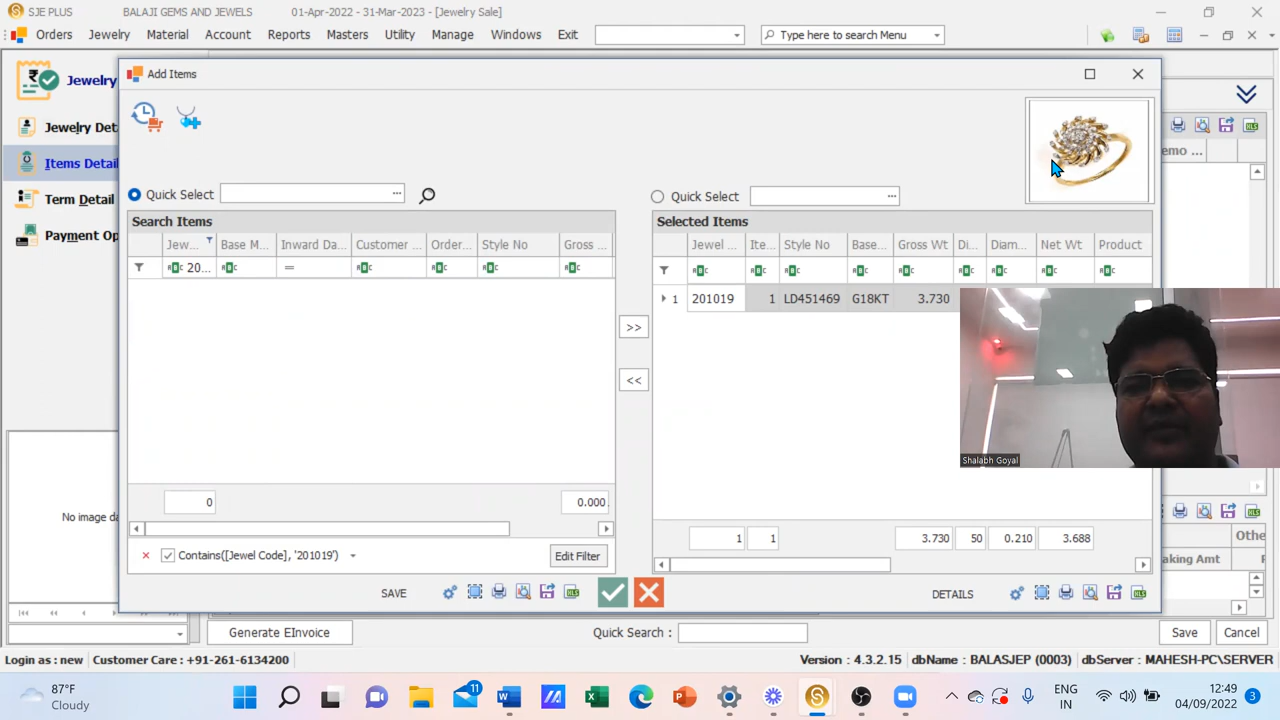 SJE PLUS BALAJI GEMS AND JEWELS 01-Apr-2022 - 31-Mar-2023 - [Jewelry Sale]
Orders Jewelry Material Account Reports Masters Utility Manage Windows Exit Type here to search Menu
Add Items
Jewelry
Jewelry Det
Items Detail
Term Detail
Payment Op
emo ...
Quick Select ... Quick Select ...
Search Items Selected Items
Jew... Base M... Inward Da... Customer ... Order... Style No Gross ... Jewel ... Ite... Style No Base... Gross Wt Di... Diam... Net Wt Product
20...
1 201019 1 LD451469 G18KT 3.730
>>
<<
Shalabh Goyal
No image da
0 0.000 1 1 3.730 50 0.210 3.688
Othe
aking Amt
Contains([Jewel Code], '201019') Edit Filter
SAVE DETAILS
Generate EInvoice Quick Search : Save Cancel
Login as : new Customer Care : +91-261-6134200 Version : 4.3.2.15 dbName : BALASJEP (0003) dbServer : MAHESH-PC\SERVER
87°F
Cloudy
11
ENG
IN
12:49
04/09/2022
3